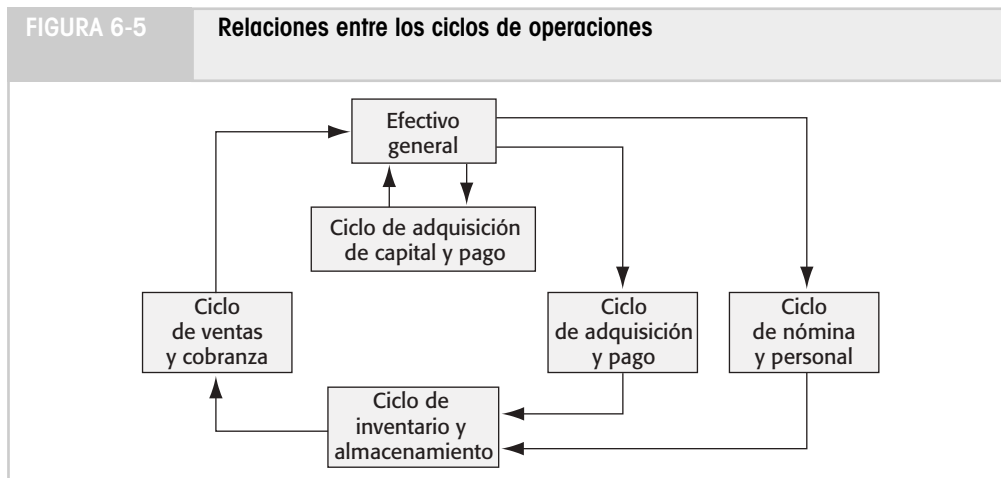 FIGURA 6-5
Relaciones entre los ciclos de operaciones
Efectivo
general
Ciclo de adquisición
de capital y pago
Ciclo
de ventas
y cobranza
Ciclo
de adquisición
y pago
Ciclo
de nómina
y personal
Ciclo de
inventario y
almacenamiento